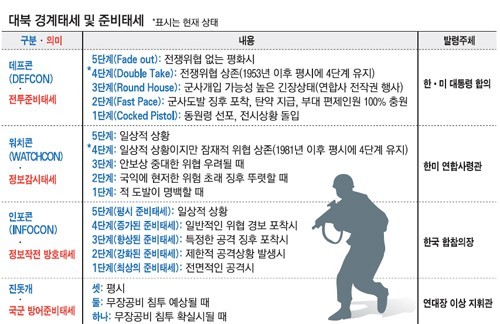 대북 경계태세 및 준비태세 *표시는 현재 상태
구분·의미 내용 발령주체
데프콘
(DEFCON)
전투준비태세
5단계(Fade out): 전쟁위협 없는 평화시
*4단계(Double Take): 전쟁위협 상존(1953년 이후 평시에 4단계 유지)
3단계(Round House): 군사개입 가능성 높은 긴장상태(연합사 전작권 행사)
2단계(Fast Pace): 군사도발 징후 포착, 탄약 지급, 부대 편제인원 100% 충원
1단계(Cocked Pistol): 동원령 선포, 전시상황 돌입
한·미 대통령 합의
워치콘
(WATCHCON)
정보감시태세
5단계: 일상적 상황
*4단계: 일상적 상황이지만 잠재적 위협 상존(1981년 이후 평시에 4단계 유지)
3단계: 안보상 중대한 위협 우려될 때
2단계: 국익에 현저한 위험 초래 징후 뚜렷할 때
1단계: 적 도발이 명백할 때
한미 연합사령관
인포콘
(INFOCON)
정보작전 방호태세
5단계(평시 준비태세): 일상적 상황
4단계(증가된 준비태세): 일반적인 위협 경보 포착시
3단계(향상된 준비태세): 특정한 공격 징후 포착시
2단계(강화된 준비태세): 제한적 공격상황 발생시
1단계(최상의 준비태세): 전면적인 공격시
한국 합참의장
진돗개
국군 방어준비태세
셋: 평시
둘: 무장공비 침투 예상될 때
하나: 무장공비 침투 확실시될 때
연대장 이상 지휘관